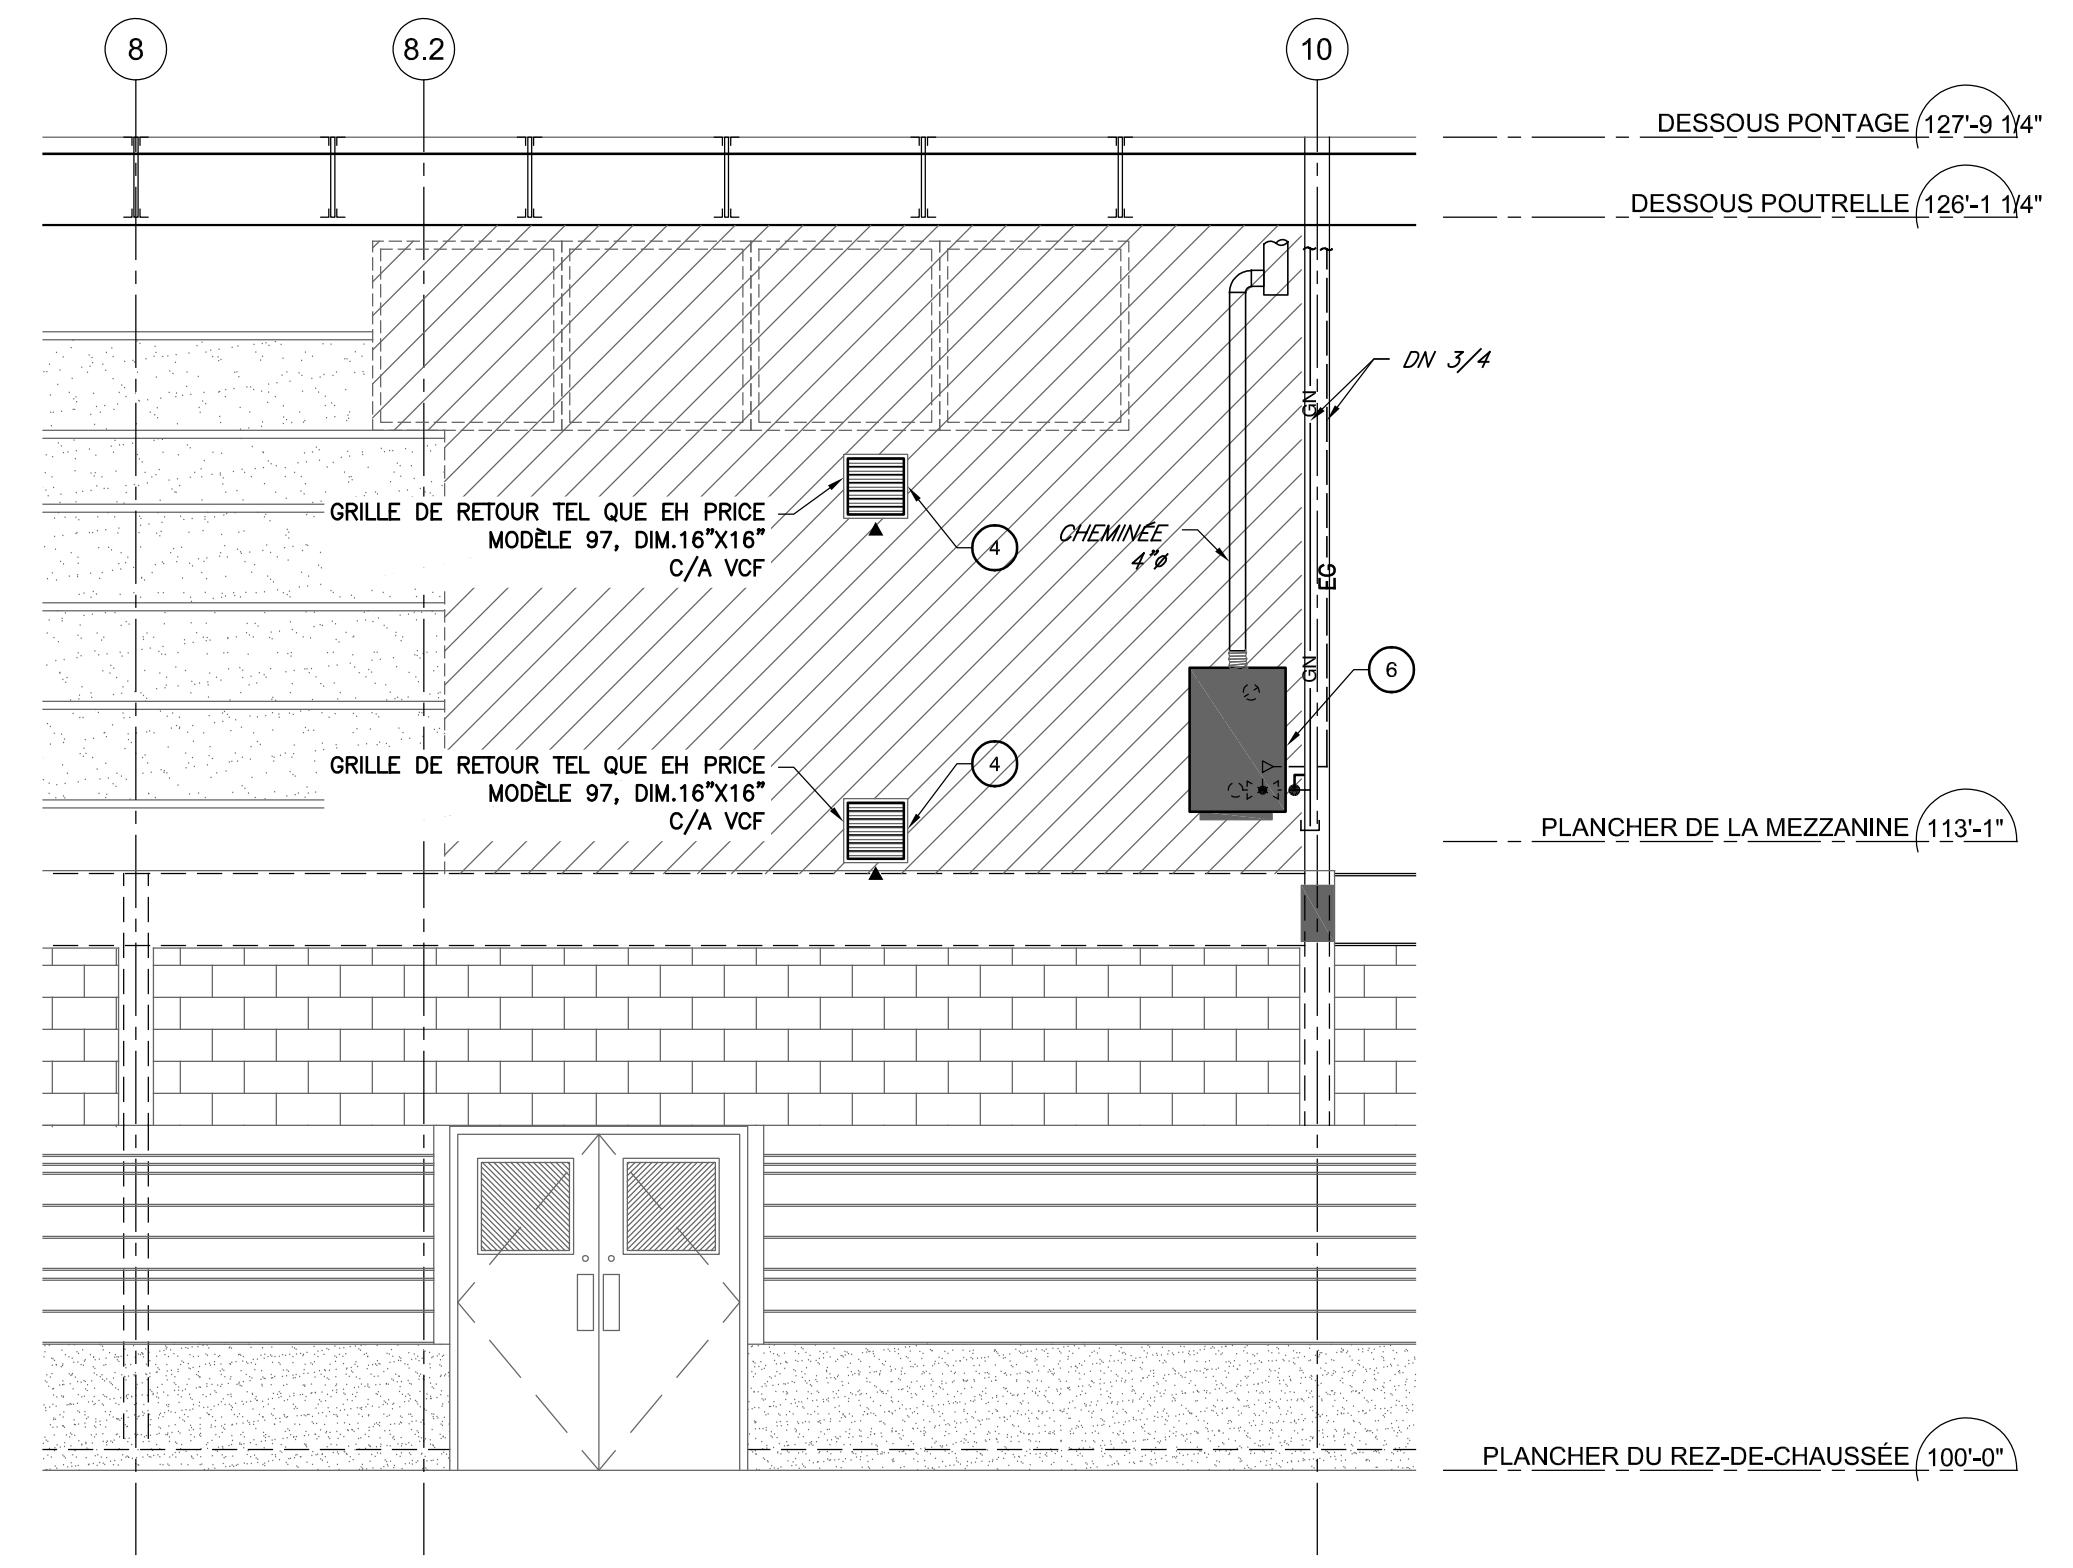 8
8.2
10
DESSOUS PONTAGE 127'-9 1/4"
DESSOUS POUTRELLE 126'-1 1/4"
DN 3/4
GN
GRILLE DE RETOUR TEL QUE EH PRICE
MODÈLE 97, DIM.16"X16"
C/A VCF
4
CHEMINÉE
4"ø
EG
GN
6
GRILLE DE RETOUR TEL QUE EH PRICE
MODÈLE 97, DIM.16"X16"
C/A VCF
4
PLANCHER DE LA MEZZANINE 113'-1"
PLANCHER DU REZ-DE-CHAUSSÉE 100'-0"